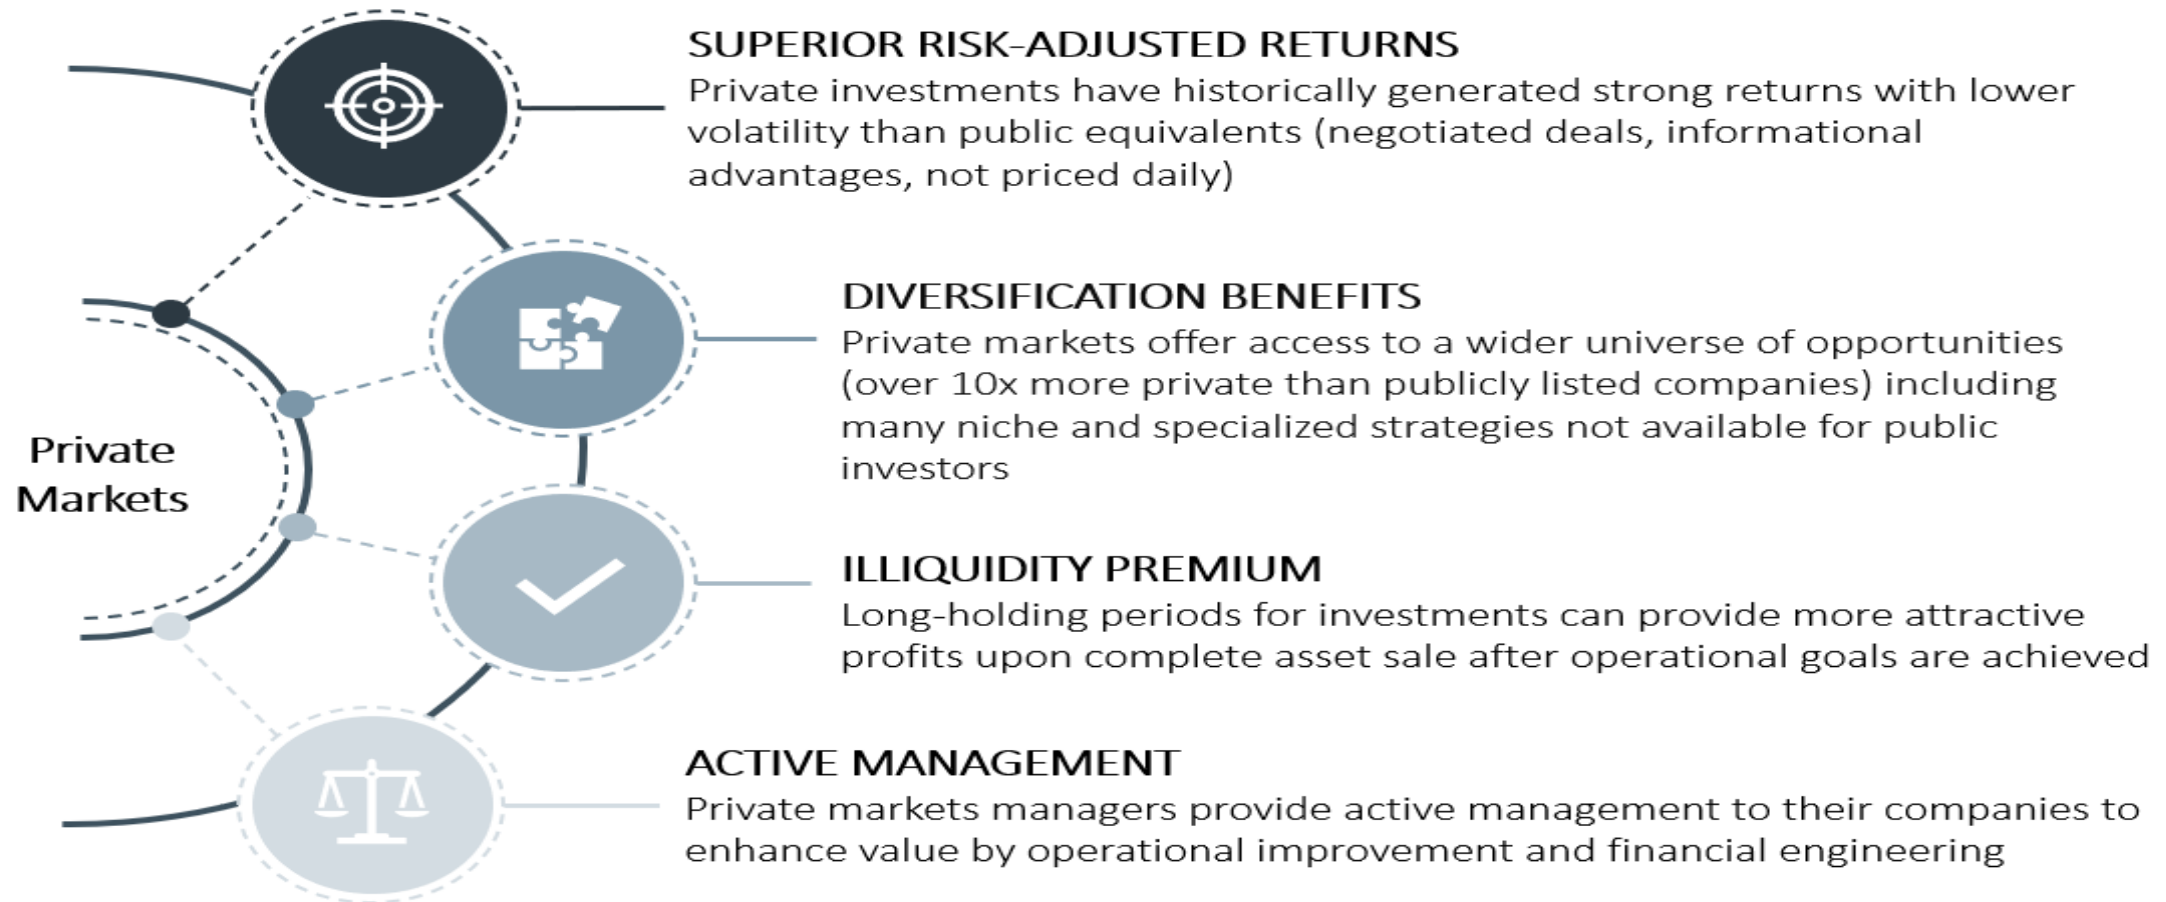 SUPERIOR RISK-ADJUSTED RETURNS
Private investments have historically generated strong returns with lower
volatility than public equivalents (negotiated deals, informational
advantages, not priced daily)
DIVERSIFICATION BENEFITS
Private markets offer access to a wider universe of opportunities
(over 10x more private than publicly listed companies) including
many niche and specialized strategies not available for public
investors
Private
Markets
ILLIQUIDITY PREMIUM
Long-holding periods for investments can provide more attractive
profits upon complete asset sale after operational goals are achieved
ACTIVE MANAGEMENT
Private markets managers provide active management to their companies to
enhance value by operational improvement and financial engineering